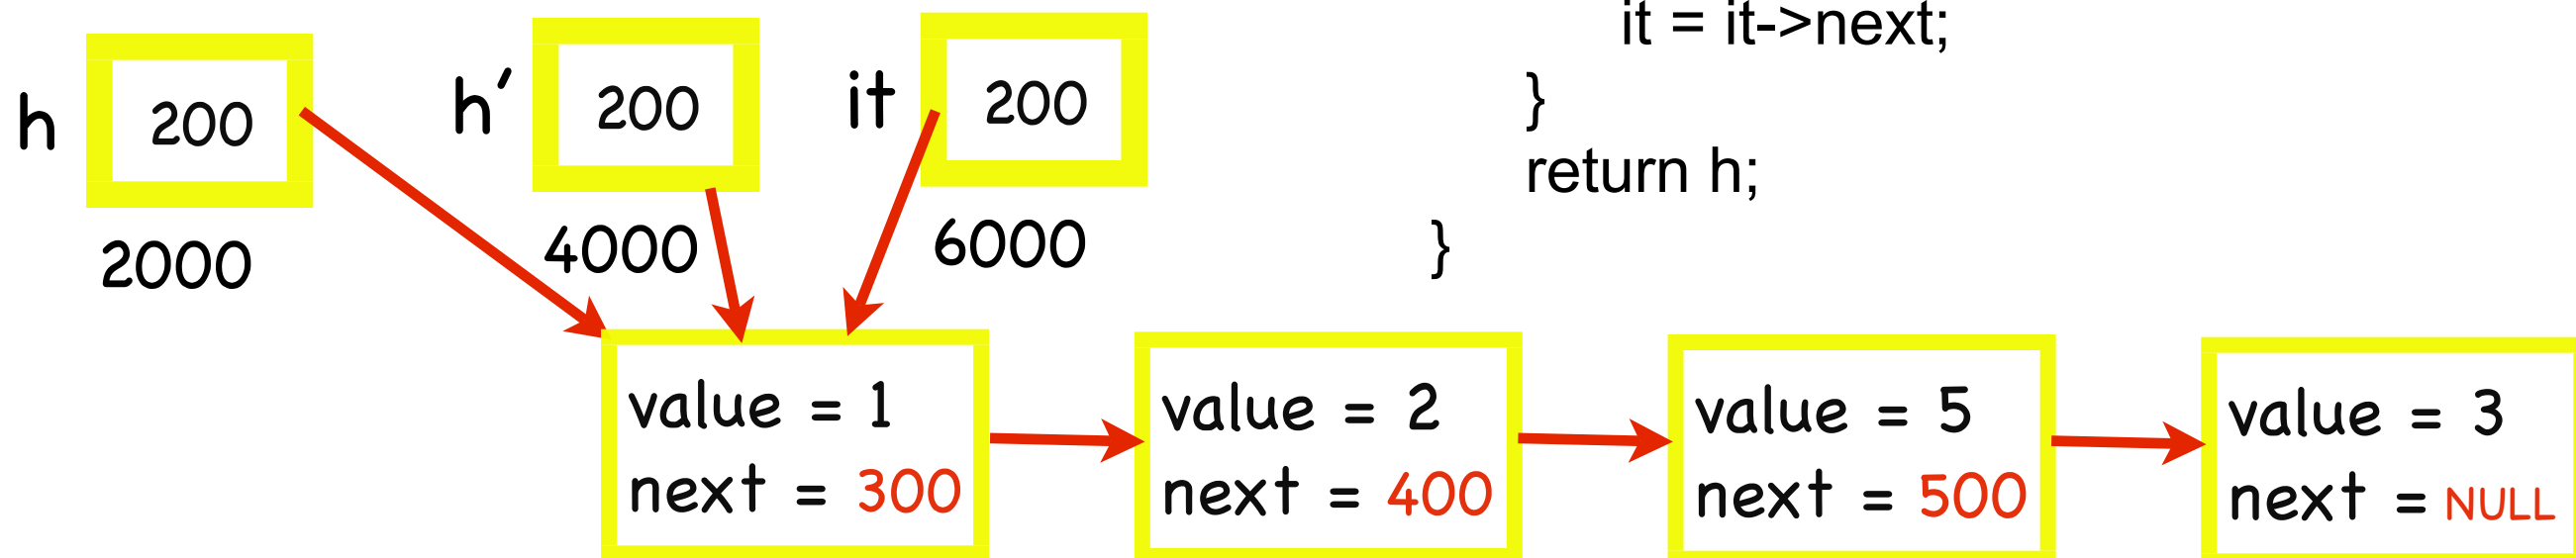 it = it->next;
}
return h;
}
h 200
2000
h′ 200
4000
it 200
6000
value = 1
next = 300
value = 2
next = 400
value = 5
next = 500
value = 3
next = NULL